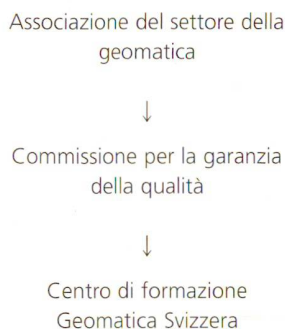 Associazione del settore della
geomatica
↓
Commissione per la garanzia
della qualità
↓
Centro di formazione
Geomatica Svizzera